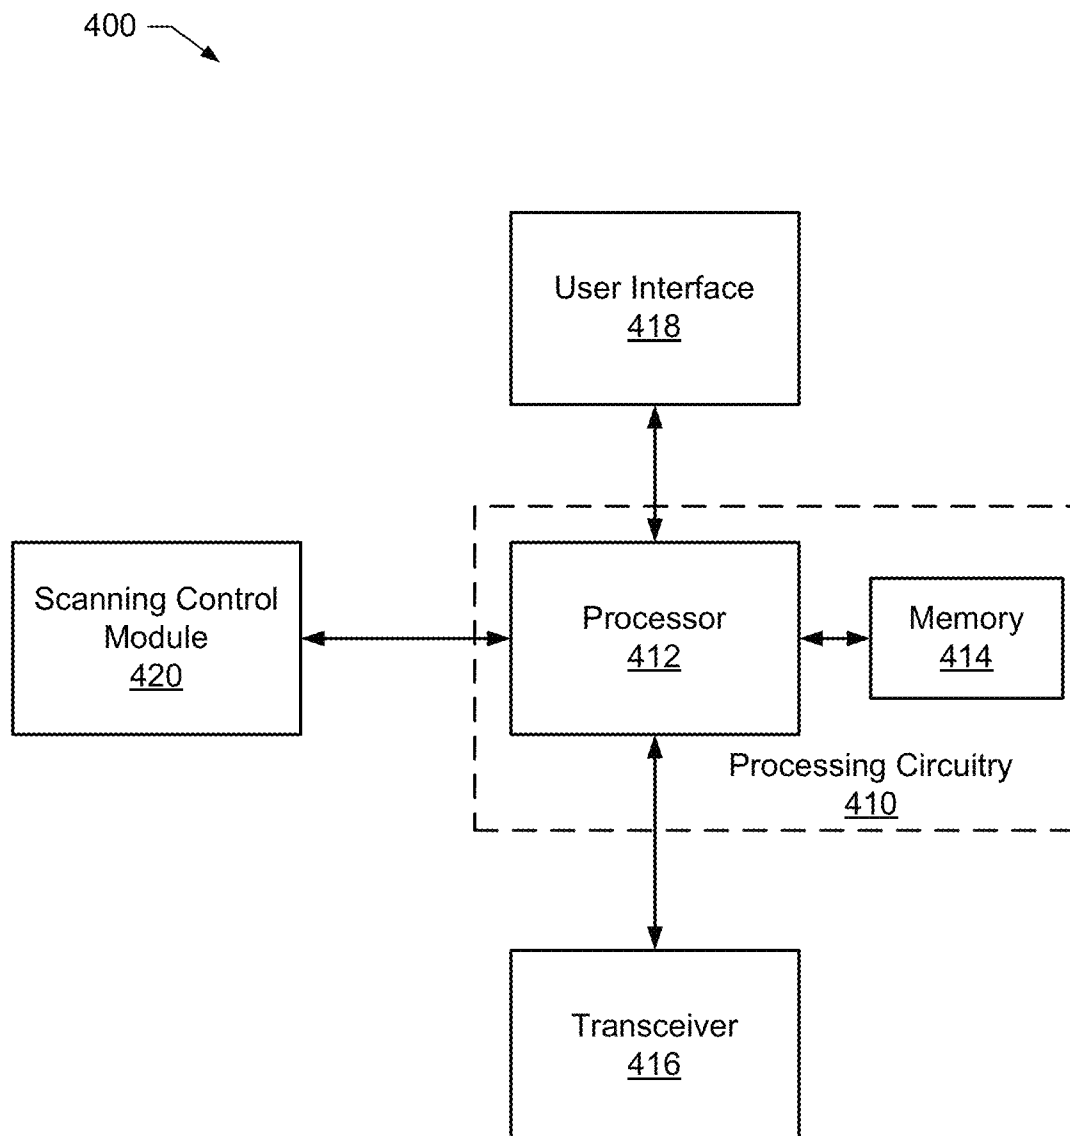 400
User Interface
418
Scanning Control
Module
420
Processor
412
Memory
414
Processing Circuitry
410
Transceiver
416